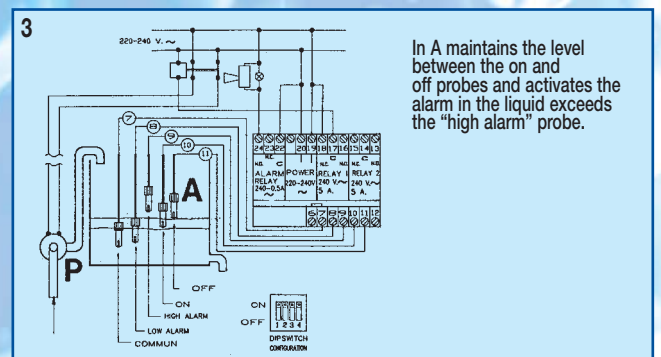 3
220-240 V. ~
In A maintains the level
between the on and
off probes and activates the
alarm in the liquid exceeds
the “high alarm” probe.
7
8
9
10
11
A
P
24 23 22 20 19 18 17 16 15 14 13
N.C. C N.C. C N.O. N.C. C N.O.
N.O.
ALARM POWER RELAY 1 RELAY 2
RELAY 220-240V 240 V.~ 240 V.~
240-0.5A ~ 5 A. 5 A.
~
6 7 8 9 10 11 12
OFF
ON
HIGH ALARM
LOW ALARM
COMMUN
ON
OFF
1 2 3 4
DIPSWITCH
CONFIGURATION